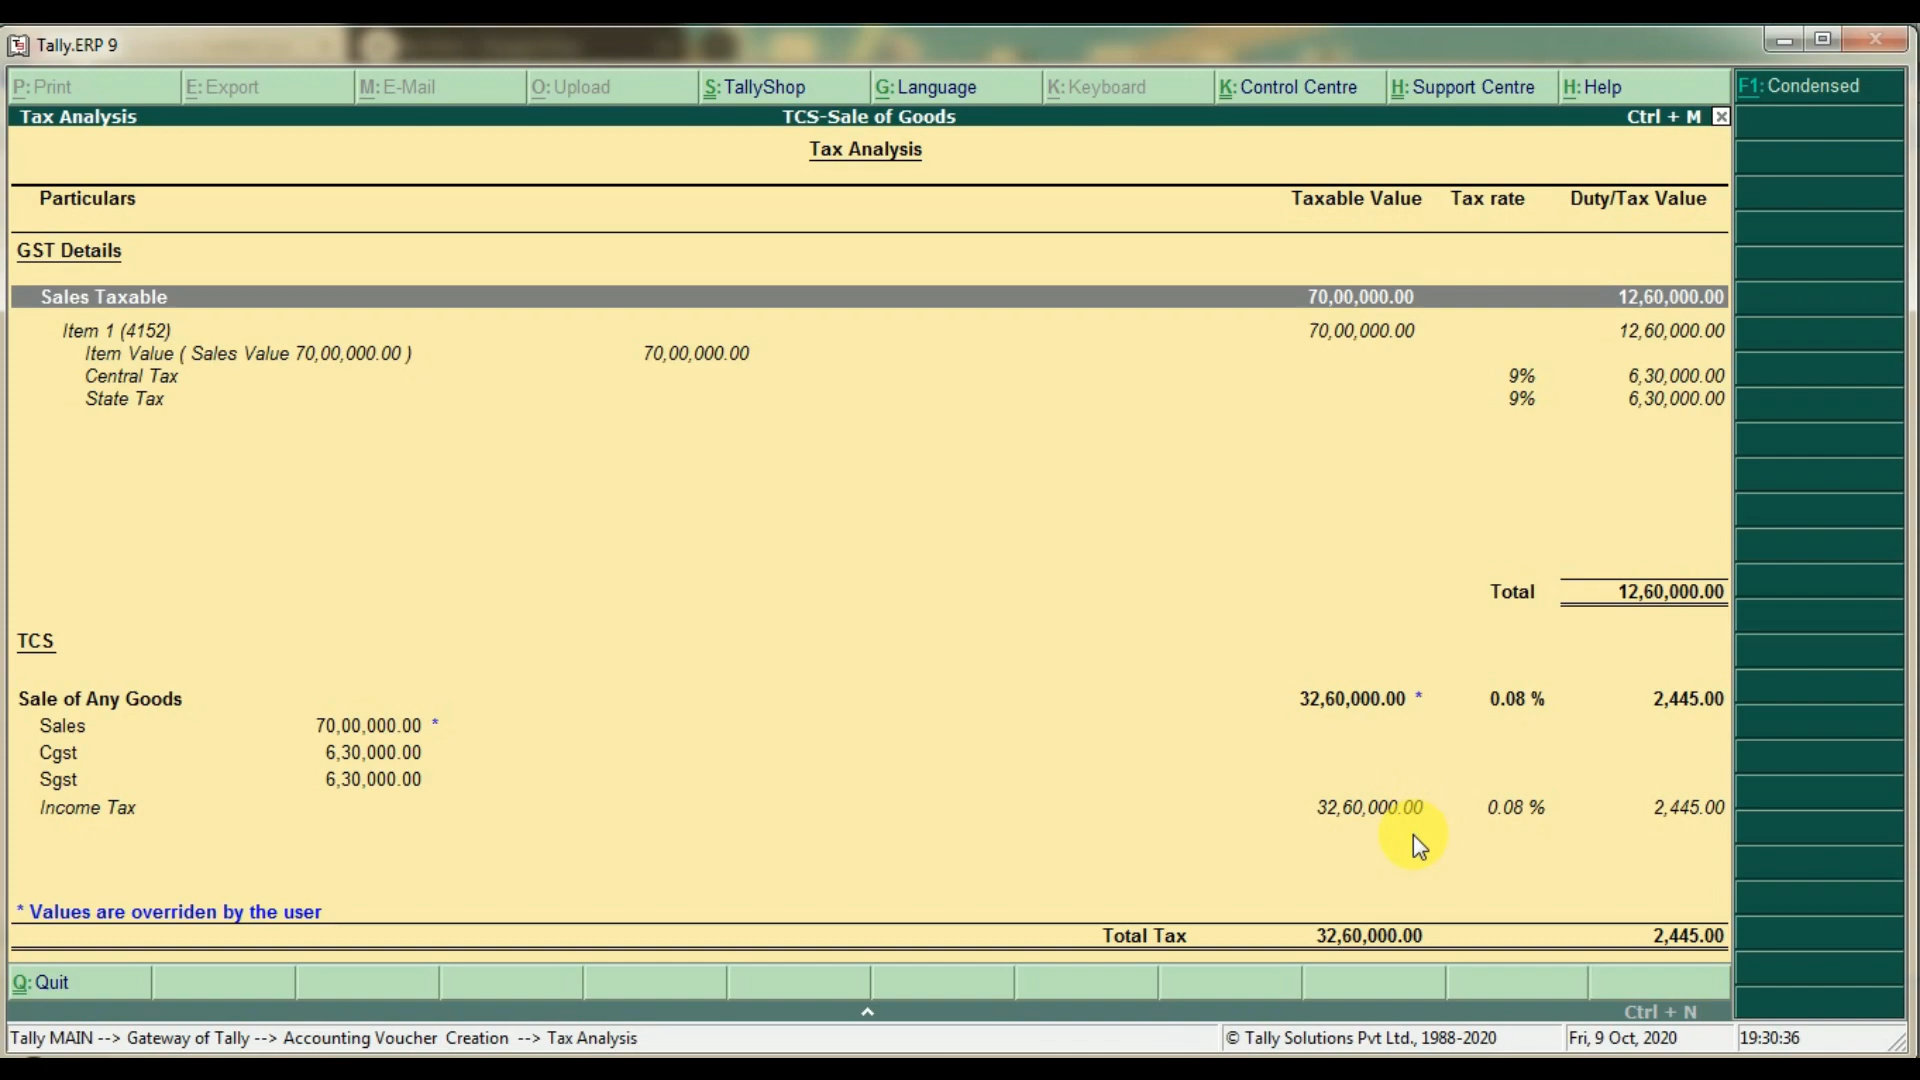 Tally.ERP 9
P: Print E: Export M: E-Mail O: Upload S: TallyShop G: Language K: Keyboard K: Control Centre H: Support Centre H: Help F1: Condensed
Tax Analysis TCS-Sale of Goods Ctrl + M
Tax Analysis
Particulars Taxable Value Tax rate Duty/Tax Value
GST Details
Sales Taxable 70,00,000.00 12,60,000.00
Item 1 (4152) 70,00,000.00 12,60,000.00
Item Value ( Sales Value 70,00,000.00 ) 70,00,000.00
Central Tax 9% 6,30,000.00
State Tax 9% 6,30,000.00
Total 12,60,000.00
TCS
Sale of Any Goods 32,60,000.00 * 0.08 % 2,445.00
Sales 70,00,000.00 *
Cgst 6,30,000.00
Sgst 6,30,000.00
Income Tax 32,60,000.00 0.08 % 2,445.00
* Values are overriden by the user
Total Tax 32,60,000.00 2,445.00
Q: Quit
Ctrl + N
Tally MAIN --> Gateway of Tally --> Accounting Voucher Creation --> Tax Analysis © Tally Solutions Pvt Ltd., 1988-2020 Fri, 9 Oct, 2020 19:30:36